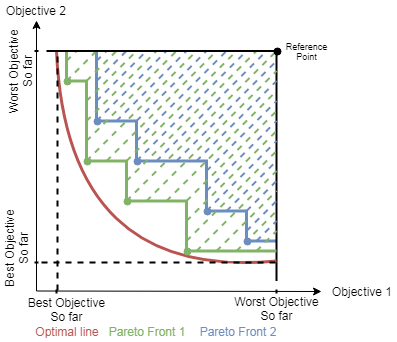 Objective 2
Worst Objective
So far
Reference
Point
Best Objective
So far
Objective 1
Best Objective
So far
Worst Objective
So far
Optimal line Pareto Front 1 Pareto Front 2